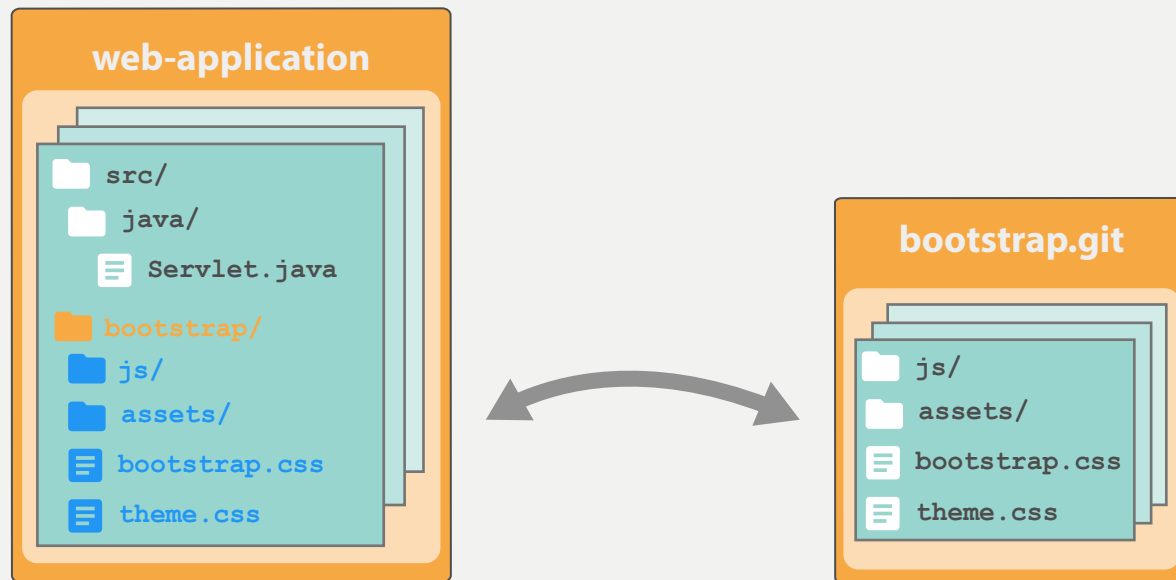 web-application
src/
java/
Servlet.java
bootstrap/
js/
assets/
bootstrap.css
theme.css
bootstrap.git
js/
assets/
bootstrap.css
theme.css